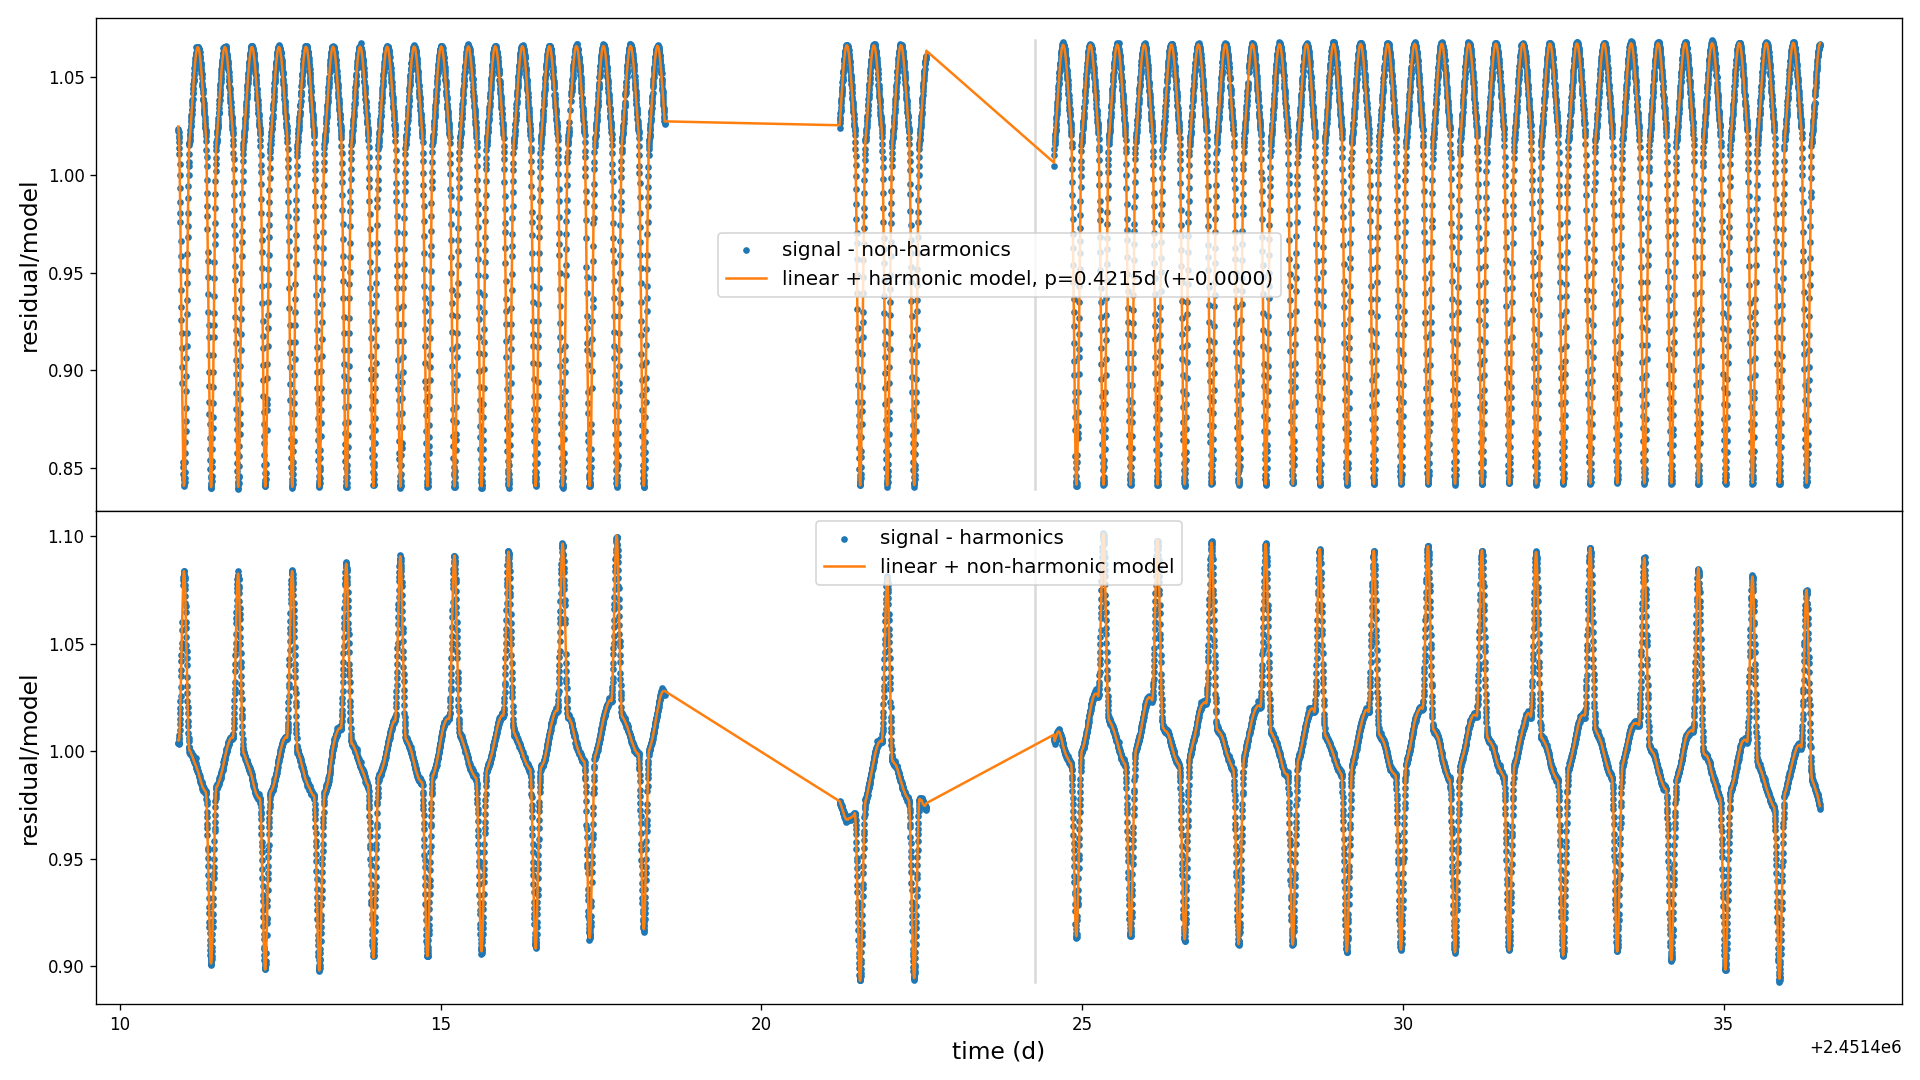 1.05
1.00
0.95
0.90
0.85
residual/model
signal - non-harmonics
linear + harmonic model, p=0.4215d (+-0.0000)
1.10
1.05
1.00
0.95
0.90
residual/model
signal - harmonics
linear + non-harmonic model
10 15 20 25 30 35
time (d)
+2.4514e6